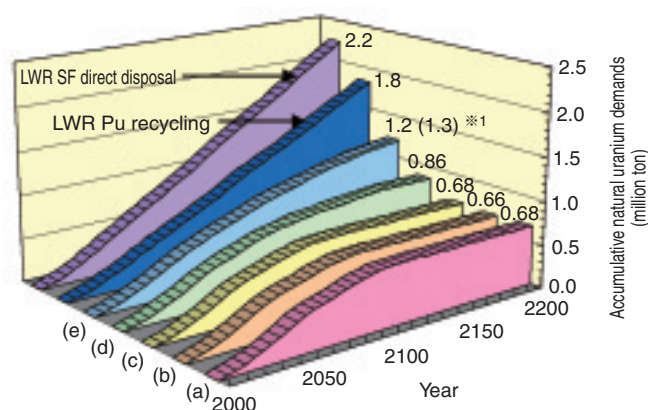 2.2
LWR SF direct disposal
1.8
LWR Pu recycling
1.2 (1.3) ※1
0.86
0.68
0.66
0.68
2.5
2.0
1.5
1.0
0.5
0.0
Accumulative natural uranium demands
(million ton)
(e)
(d)
(c)
(b)
(a)
2000
2050
2100
2150
2200
Year